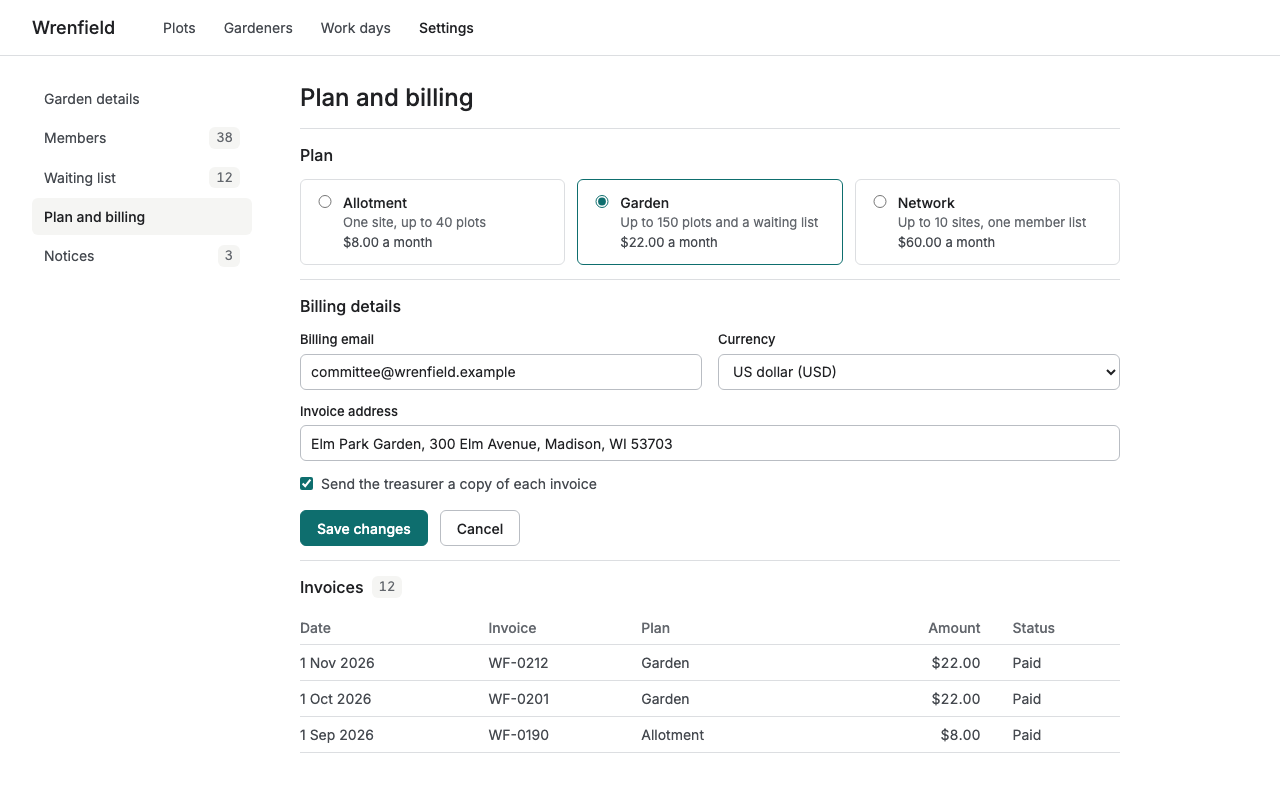 Wrenfield Plots Gardeners Work days Settings
Garden details
Members 38
Waiting list 12
Plan and billing
Notices 3
Plan and billing
Plan
Allotment
One site, up to 40 plots
$8.00 a month
Garden
Up to 150 plots and a waiting list
$22.00 a month
Network
Up to 10 sites, one member list
$60.00 a month
Billing details
Billing email
committee@wrenfield.example
Currency
US dollar (USD)
Invoice address
Elm Park Garden, 300 Elm Avenue, Madison, WI 53703
Send the treasurer a copy of each invoice
Save changes Cancel
Invoices 12
Date Invoice Plan Amount Status
1 Nov 2026 WF-0212 Garden $22.00 Paid
1 Oct 2026 WF-0201 Garden $22.00 Paid
1 Sep 2026 WF-0190 Allotment $8.00 Paid